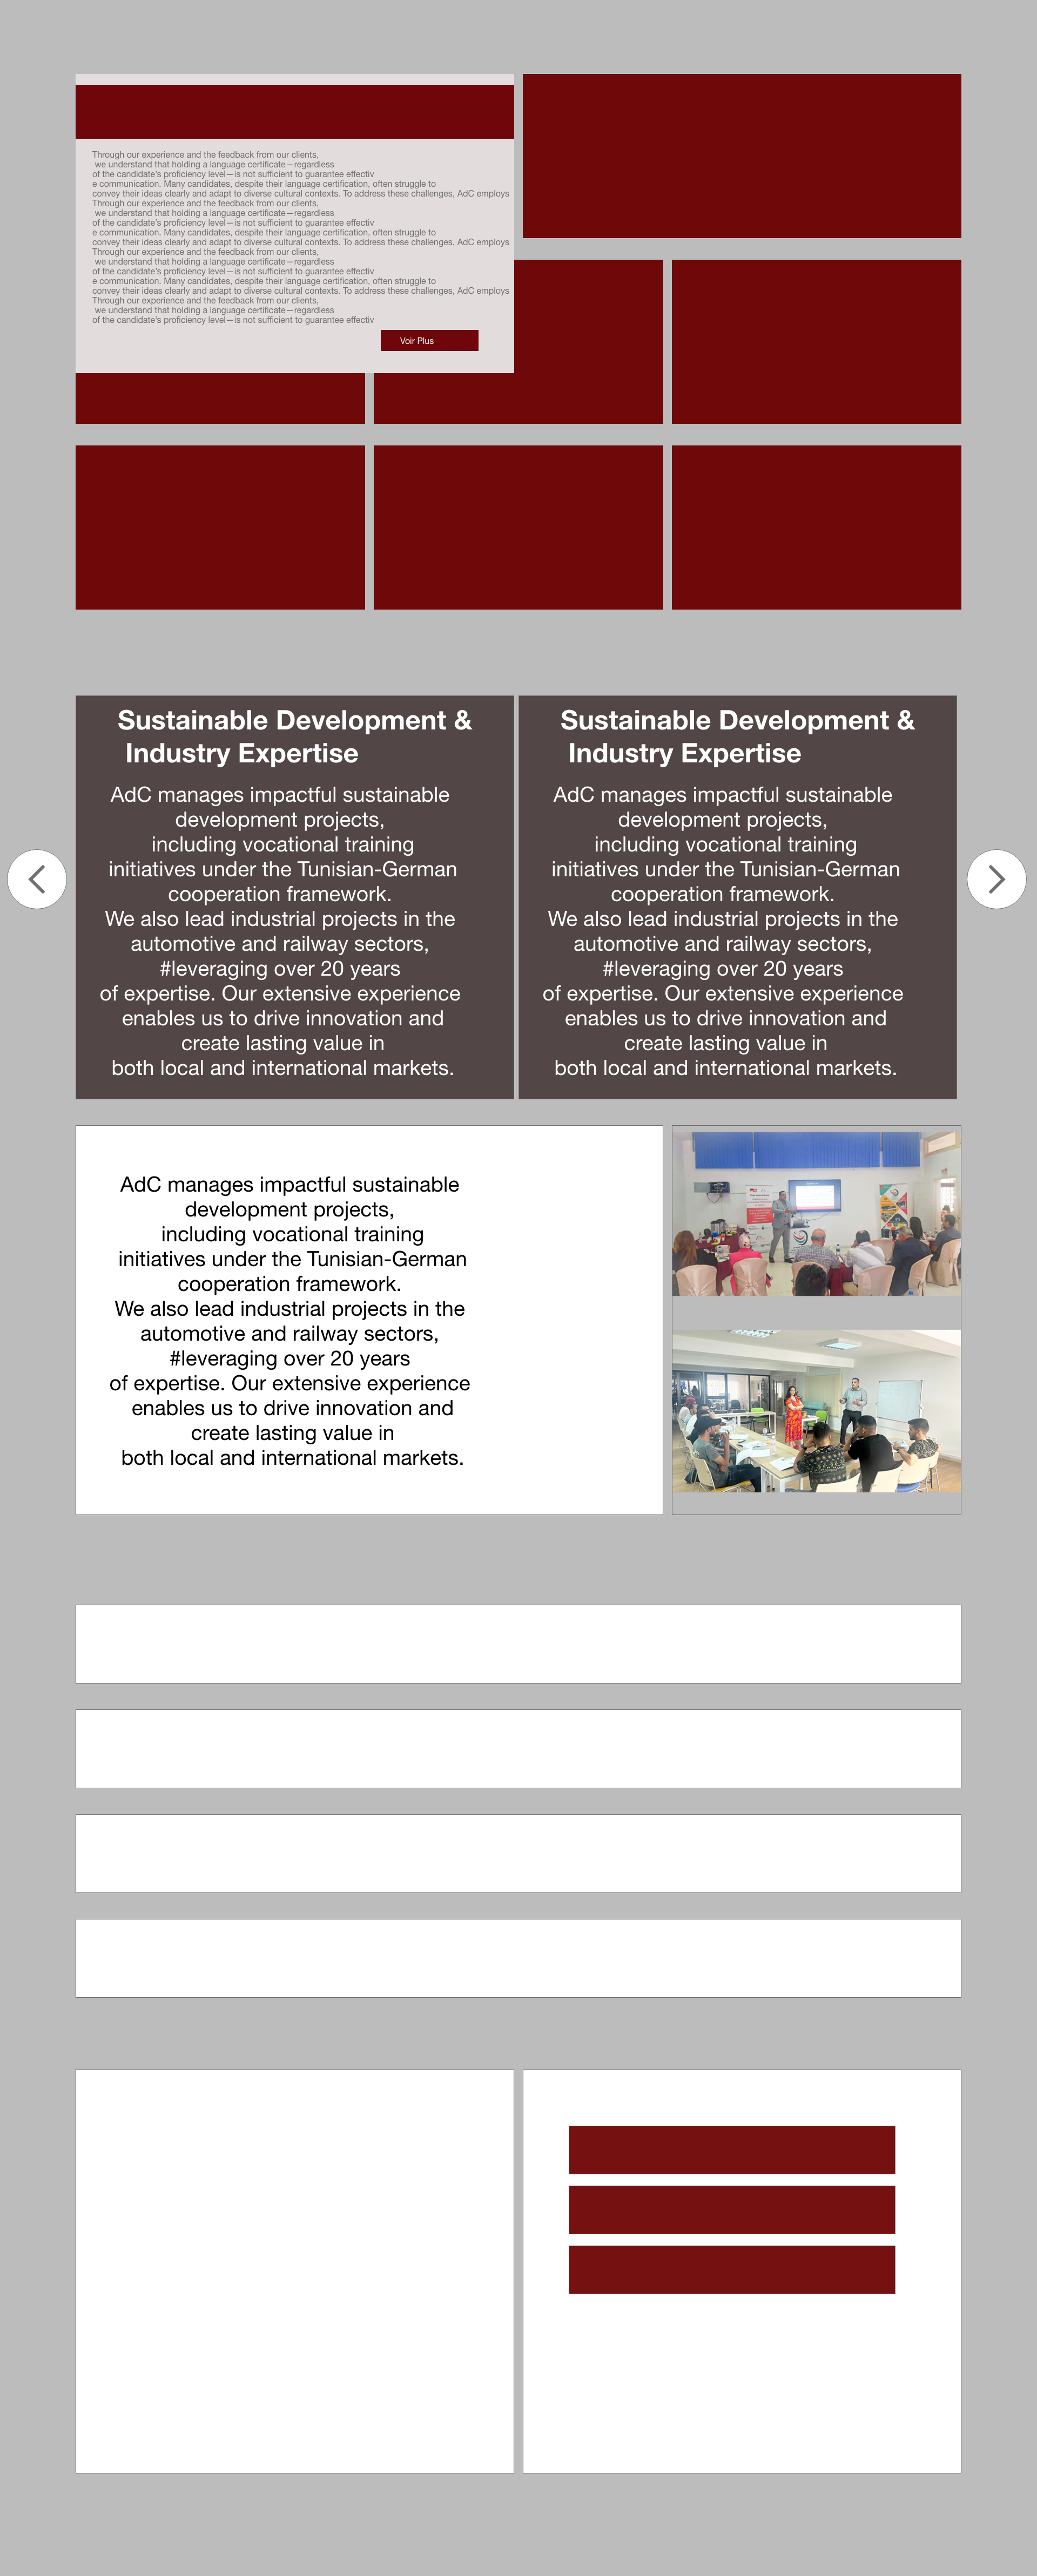 Through our experience and the feedback from our clients,
we understand that holding a language certificate—regardless
of the candidate's proficiency level—is not sufficient to guarantee effectiv
e communication. Many candidates, despite their language certification, often struggle to
convey their ideas clearly and adapt to diverse cultural contexts. To address these challenges, AdC employs
Through our experience and the feedback from our clients,
we understand that holding a language certificate—regardless
of the candidate's proficiency level—is not sufficient to guarantee effectiv
e communication. Many candidates, despite their language certification, often struggle to
convey their ideas clearly and adapt to diverse cultural contexts. To address these challenges, AdC employs
Through our experience and the feedback from our clients,
we understand that holding a language certificate—regardless
of the candidate's proficiency level—is not sufficient to guarantee effectiv
e communication. Many candidates, despite their language certification, often struggle to
convey their ideas clearly and adapt to diverse cultural contexts. To address these challenges, AdC employs
Through our experience and the feedback from our clients,
we understand that holding a language certificate—regardless
of the candidate's proficiency level—is not sufficient to guarantee effectiv
Voir Plus
Sustainable Development &
Industry Expertise
AdC manages impactful sustainable
development projects,
including vocational training
initiatives under the Tunisian-German
cooperation framework.
We also lead industrial projects in the
automotive and railway sectors,
#leveraging over 20 years
of expertise. Our extensive experience
enables us to drive innovation and
create lasting value in
both local and international markets.
Sustainable Development &
Industry Expertise
AdC manages impactful sustainable
development projects,
including vocational training
initiatives under the Tunisian-German
cooperation framework.
We also lead industrial projects in the
automotive and railway sectors,
#leveraging over 20 years
of expertise. Our extensive experience
enables us to drive innovation and
create lasting value in
both local and international markets.
AdC manages impactful sustainable
development projects,
including vocational training
initiatives under the Tunisian-German
cooperation framework.
We also lead industrial projects in the
automotive and railway sectors,
#leveraging over 20 years
of expertise. Our extensive experience
enables us to drive innovation and
create lasting value in
both local and international markets.